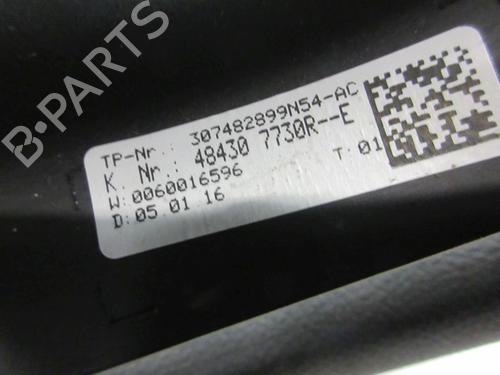 B-PARTS
TP-Nr.: 307482899N54-AC
K. Nr.: 48430 7730R--E
W: 0060016596 T: 01
D: 05.01 16